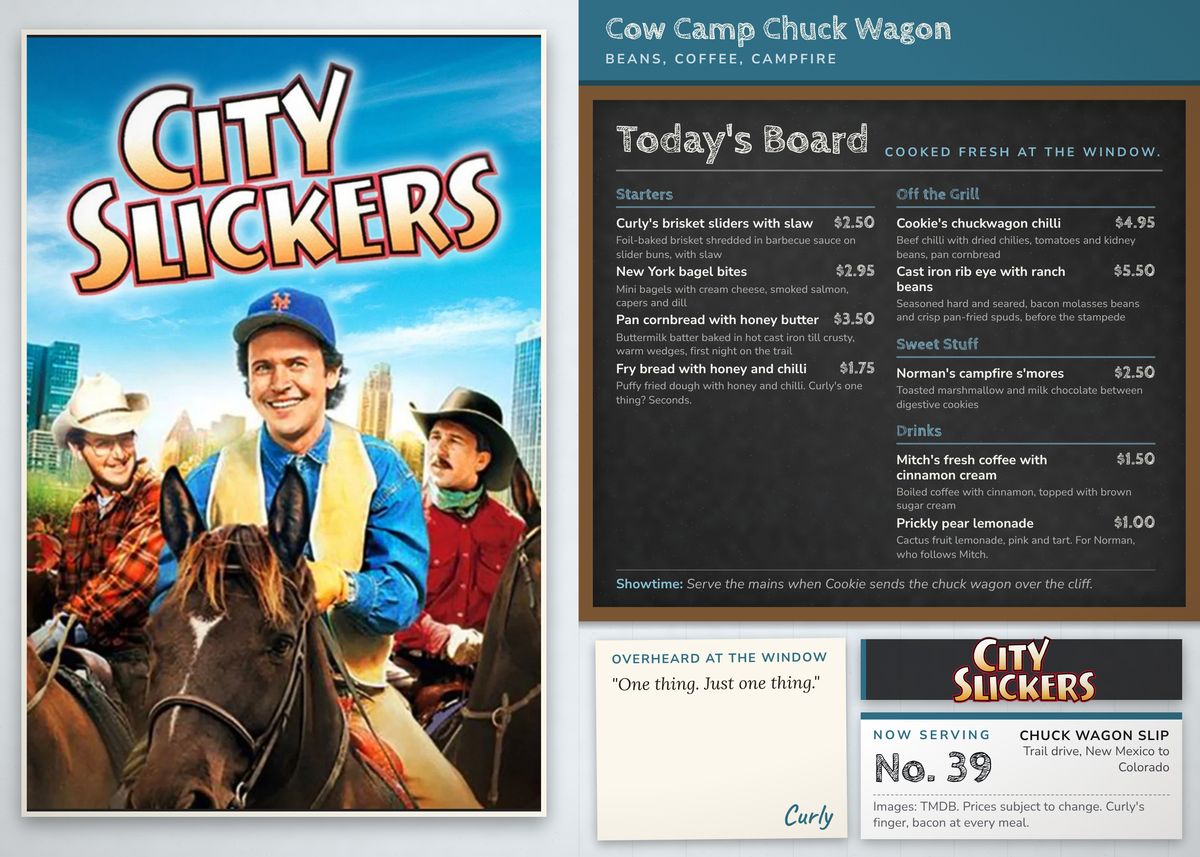 CITY
SLICKERS
Cow Camp Chuck Wagon
BEANS, COFFEE, CAMPFIRE
Today's Board
COOKED FRESH AT THE WINDOW.
Starters
Curly's brisket sliders with slaw $2.50
Foil-baked brisket shredded in barbecue sauce on
slider buns, with slaw
New York bagel bites $2.95
Mini bagels with cream cheese, smoked salmon,
capers and dill
Pan cornbread with honey butter $3.50
Buttermilk batter baked in hot cast iron till crusty,
warm wedges, first night on the trail
Fry bread with honey and chilli $1.75
Puffy fried dough with honey and chilli. Curly's one
thing? Seconds.
Off the Grill
Cookie's chuckwagon chilli $4.95
Beef chilli with dried chilies, tomatoes and kidney
beans, pan cornbread
Cast iron rib eye with ranch $5.50
beans
Seasoned hard and seared, bacon molasses beans
and crisp pan-fried spuds, before the stampede
Sweet Stuff
Norman's campfire s'mores $2.50
Toasted marshmallow and milk chocolate between
digestive cookies
Drinks
Mitch's fresh coffee with $1.50
cinnamon cream
Boiled coffee with cinnamon, topped with brown
sugar cream
Prickly pear lemonade $1.00
Cactus fruit lemonade, pink and tart. For Norman,
who follows Mitch.
Showtime: Serve the mains when Cookie sends the chuck wagon over the cliff.
OVERHEARD AT THE WINDOW
"One thing. Just one thing."
Curly
CITY
SLICKERS
NOW SERVING
No. 39
CHUCK WAGON SLIP
Trail drive, New Mexico to
Colorado
Images: TMDB. Prices subject to change. Curly's
finger, bacon at every meal.